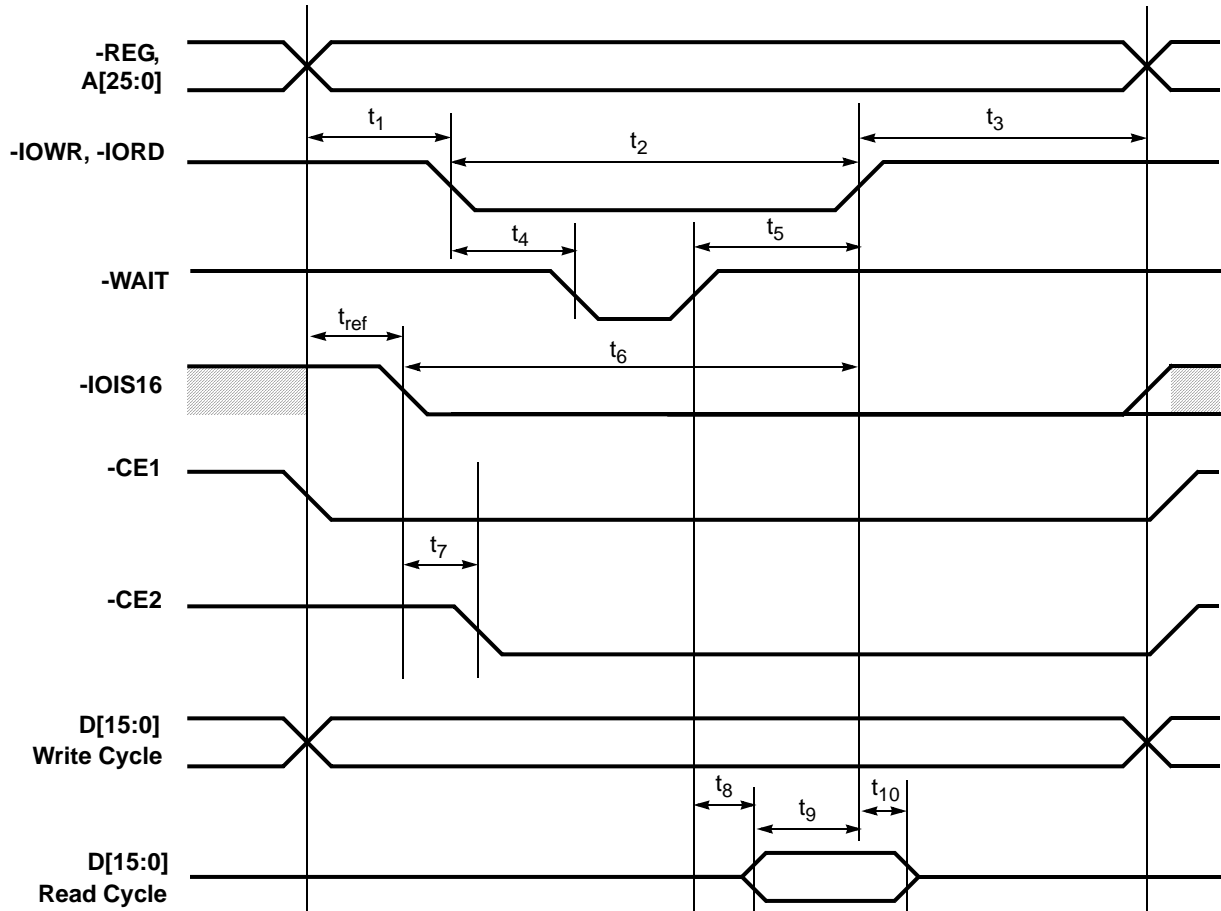 -REG,
A[25:0]
t1
t3
-IOWR, -IORD
t2
t4
t5
-WAIT
tref
t6
-IOIS16
-CE1
t7
-CE2
D[15:0]
Write Cycle
t8
t9
t10
D[15:0]
Read Cycle